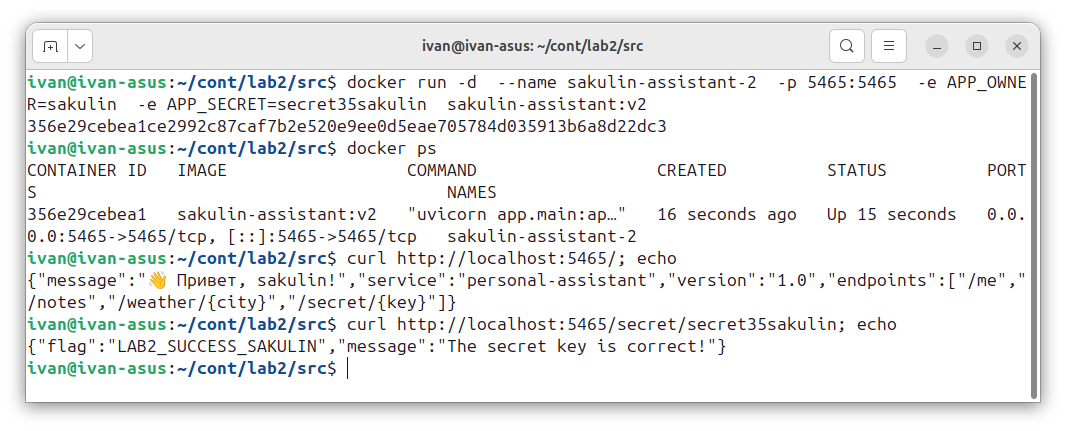 ivan@ivan-asus: ~/cont/lab2/src
ivan@ivan-asus:~/cont/lab2/src$ docker run -d  --name sakulin-assistant-2  -p 5465:5465  -e APP_OWNE
R=sakulin  -e APP_SECRET=secret35sakulin  sakulin-assistant:v2
356e29cebea1ce2992c87caf7b2e520e9ee0d5eae705784d035913b6a8d22dc3
ivan@ivan-asus:~/cont/lab2/src$ docker ps
CONTAINER ID   IMAGE                  COMMAND                  CREATED          STATUS          PORT
S                                         NAMES
356e29cebea1   sakulin-assistant:v2   "uvicorn app.main:ap…"   16 seconds ago   Up 15 seconds   0.0.
0.0:5465->5465/tcp, [::]:5465->5465/tcp   sakulin-assistant-2
ivan@ivan-asus:~/cont/lab2/src$ curl http://localhost:5465/; echo
{"message":"👋 Привет, sakulin!","service":"personal-assistant","version":"1.0","endpoints":["/me","
/notes","/weather/{city}","/secret/{key}"]}
ivan@ivan-asus:~/cont/lab2/src$ curl http://localhost:5465/secret/secret35sakulin; echo
{"flag":"LAB2_SUCCESS_SAKULIN","message":"The secret key is correct!"}
ivan@ivan-asus:~/cont/lab2/src$